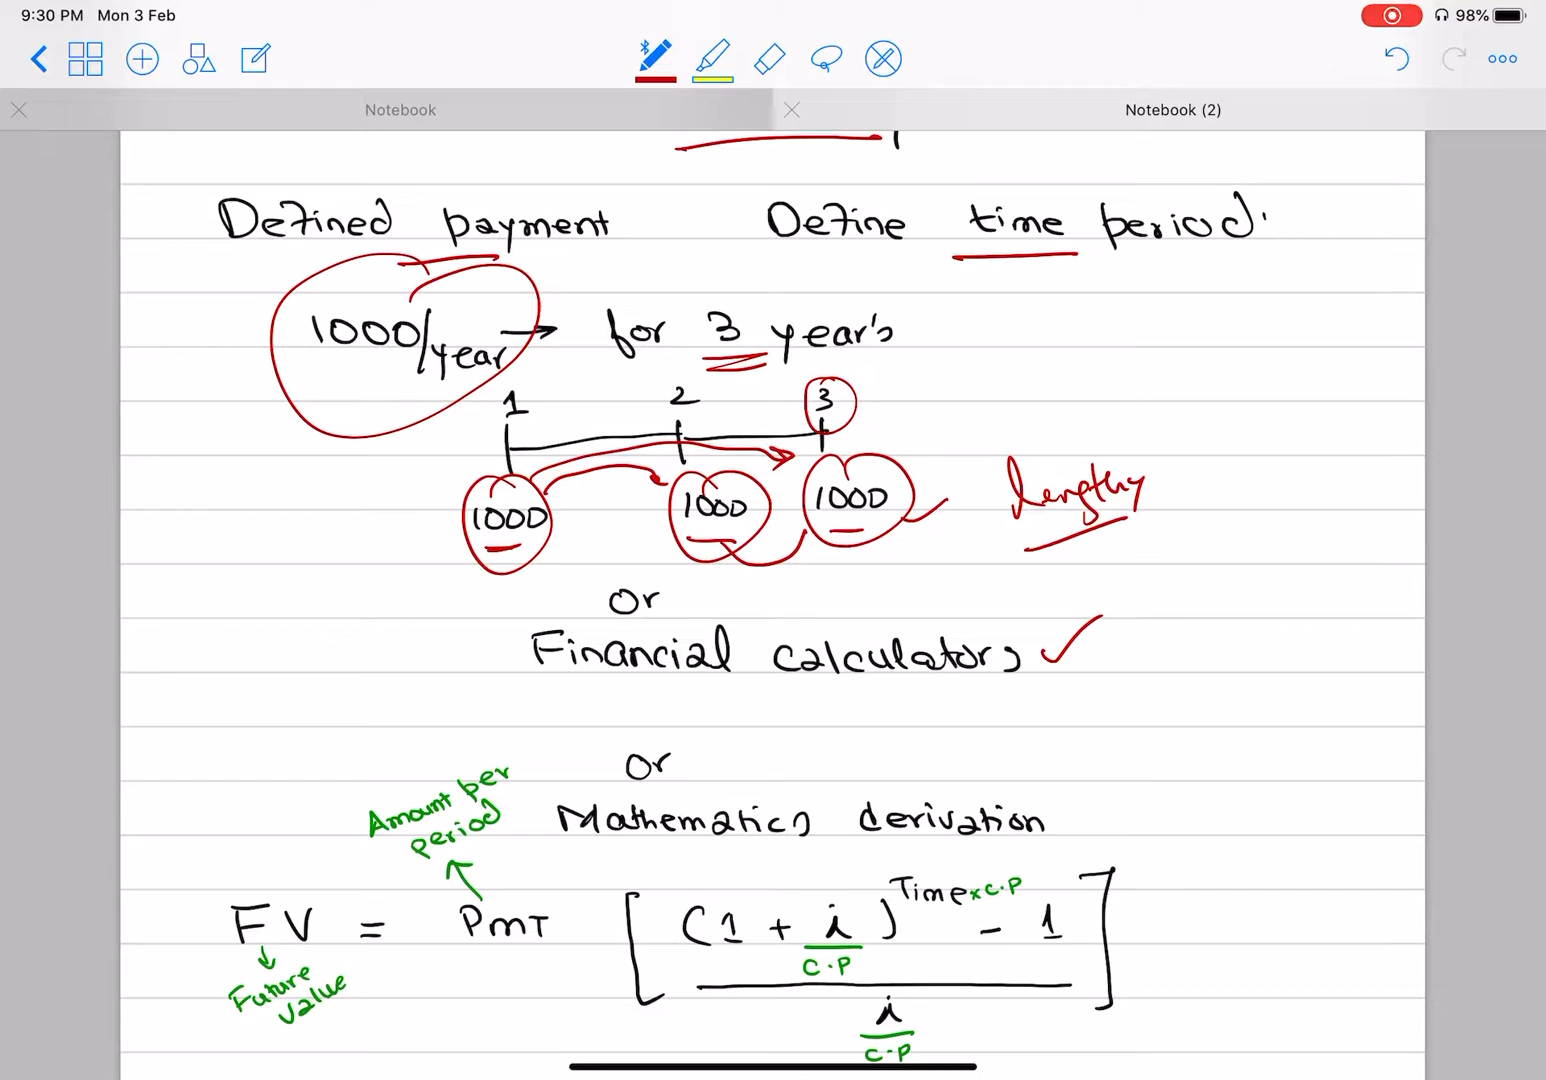 9:30 PM Mon 3 Feb
98%
Notebook
Notebook (2)
Defined payment Define time period.
1000/year → for 3 year's
1 2 3
1000 1000 1000 lengthy
Or
Financial calculators ✓
Or
Amount per period
Mathematics derivation
FV = PmT [ (1 + i/c.p)^Time×c.p - 1 / i/c.p ]
Future value